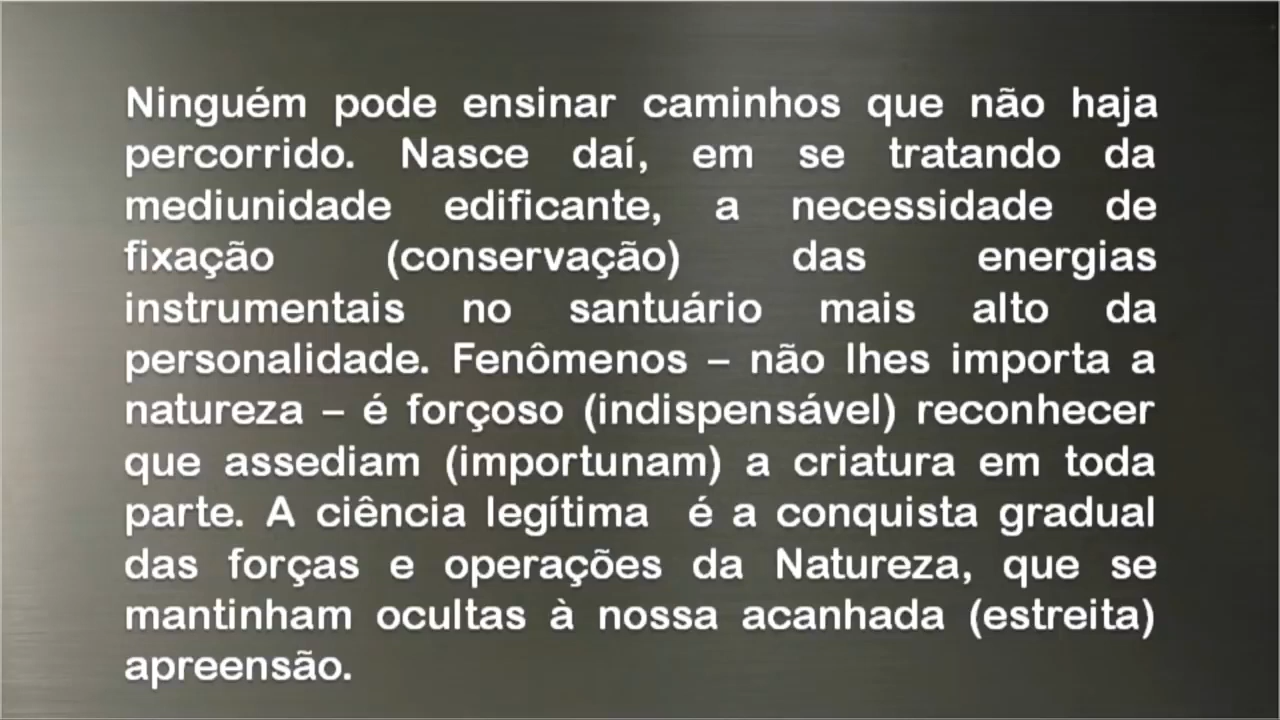 Ninguém pode ensinar caminhos que não haja
percorrido. Nasce daí, em se tratando da
mediunidade edificante, a necessidade de
fixação (conservação) das energias
instrumentais no santuário mais alto da
personalidade. Fenômenos – não lhes importa a
natureza – é forçoso (indispensável) reconhecer
que assediam (importunam) a criatura em toda
parte. A ciência legítima é a conquista gradual
das forças e operações da Natureza, que se
mantinham ocultas à nossa acanhada (estreita)
apreensão.